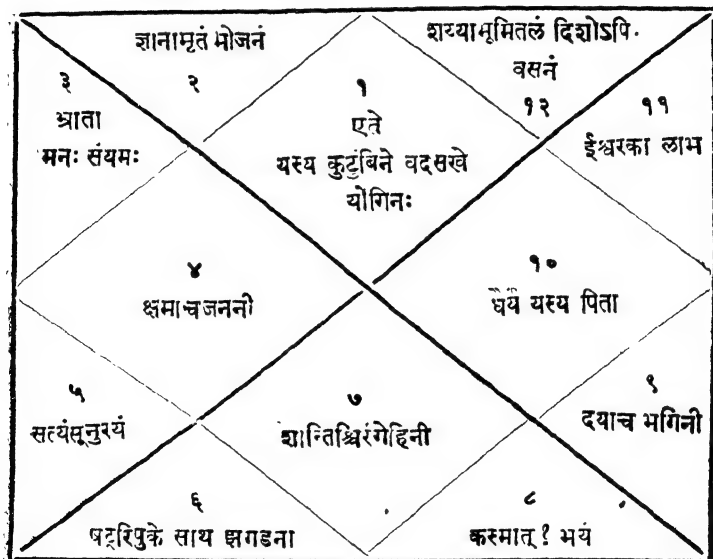 ज्ञानामृतं भोजनं
२
शय्याभूमितलं दिशोऽपि
वसनं
१२
३
भ्राता
मनः संयमः
१
एते
यस्य कुटुंबिने वदसखे
योगिनः
११
ईश्वरका लाभ
४
क्षमाचजननी
१०
धैर्यं यस्य पिता
५
सत्यंसूनुरयं
७
शान्तिश्चिरंगेहिनी
९
दयाच भगिनी
६
षट्रिपुके साथ झगडना
८
कस्मात् ? भयं